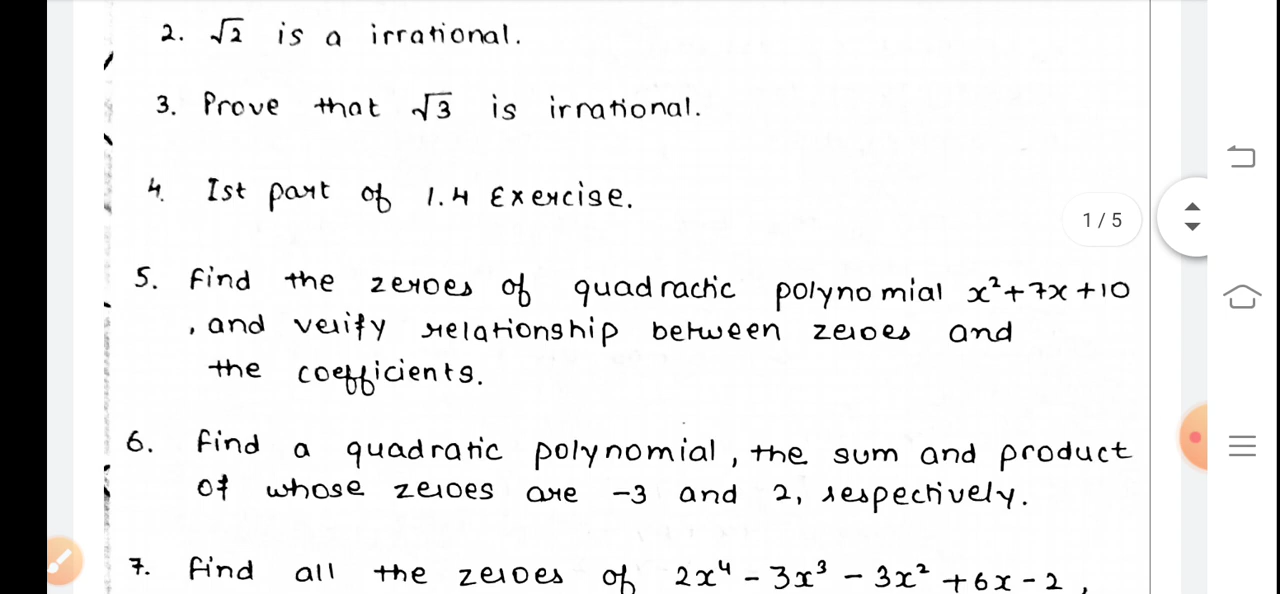 2. √2 is a irrational.
3. Prove that √3 is irrational.
4. Ist part of 1.4 Exercise.
1 / 5
5. Find the zeroes of quadractic polynomial x²+7x+10
, and verify relationship between zeroes and
the coefficients.
6. Find a quadratic polynomial, the sum and product
of whose zeroes are -3 and 2, respectively.
7. Find all the zeroes of 2x⁴ - 3x³ - 3x² + 6x - 2,